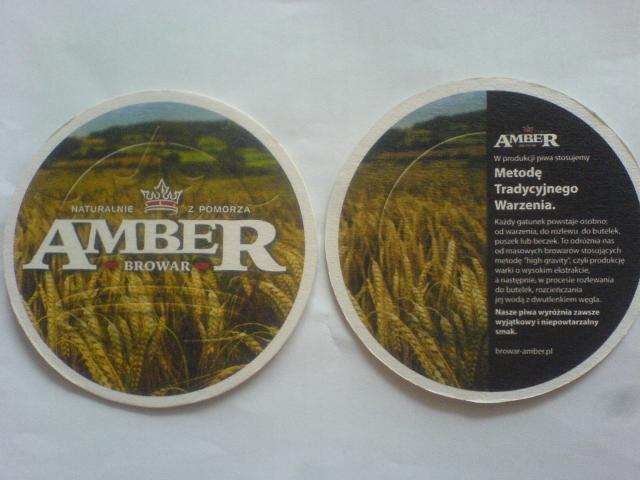 NATURALNIE Z POMORZA
AMBER
BROWAR
AMBER
W produkcji piwa stosujemy
Metodę
Tradycyjnego
Warzenia.
Każdy gatunek powstaje osobno:
od warzenia, do rozlewu do butelek,
puszek lub beczek. To odróżnia nas
od masowych browarów stosujących
metodę "high gravity", czyli produkcję
warki o wysokim ekstrakcie,
a następnie, w procesie rozlewania
do butelek, rozcieńczania
jej wodą z dwutlenkiem węgla.
Nasze piwa wyróżnia zawsze
wyjątkowy i niepowtarzalny
smak.
browar-amber.pl